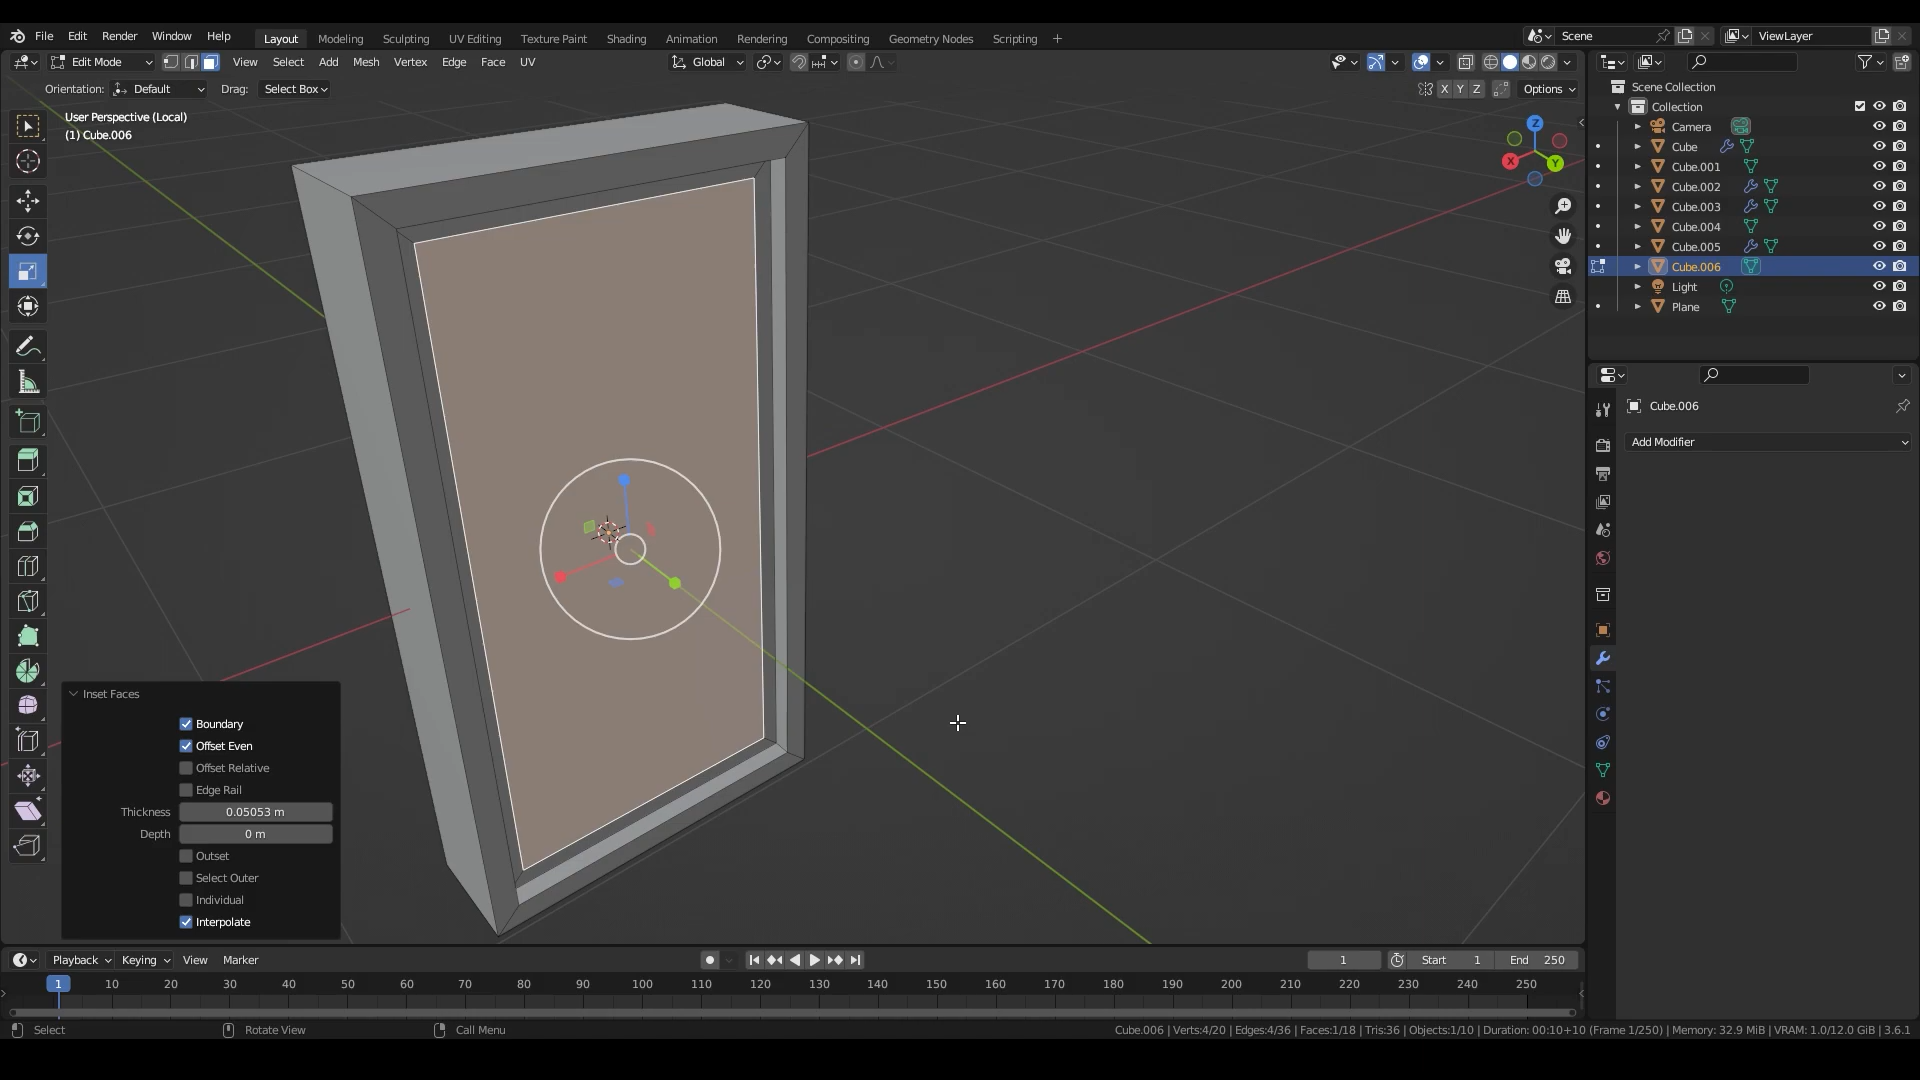 File Edit Render Window Help Layout Modeling Sculpting UV Editing Texture Paint Shading Animation Rendering Compositing Geometry Nodes Scripting + Scene ViewLayer
Edit Mode View Select Add Mesh Vertex Edge Face UV Global
Orientation: Default Drag: Select Box X Y Z Options
User Perspective (Local)
(1) Cube.006
Z
X
Y
Scene Collection
Collection
Camera
Cube
Cube.001
Cube.002
Cube.003
Cube.004
Cube.005
Cube.006
Light
Plane
Cube.006
Add Modifier
Inset Faces
Boundary
Offset Even
Offset Relative
Edge Rail
Thickness 0.05053 m
Depth 0 m
Outset
Select Outer
Individual
Interpolate
Playback Keying View Marker 1 Start 1 End 250
1 10 20 30 40 50 60 70 80 90 100 110 120 130 140 150 160 170 180 190 200 210 220 230 240 250
Select Rotate View Call Menu Cube.006 | Verts:4/20 | Edges:4/36 | Faces:1/18 | Tris:36 | Objects:1/10 | Duration: 00:10+10 (Frame 1/250) | Memory: 32.9 MiB | VRAM: 1.0/12.0 GiB | 3.6.1